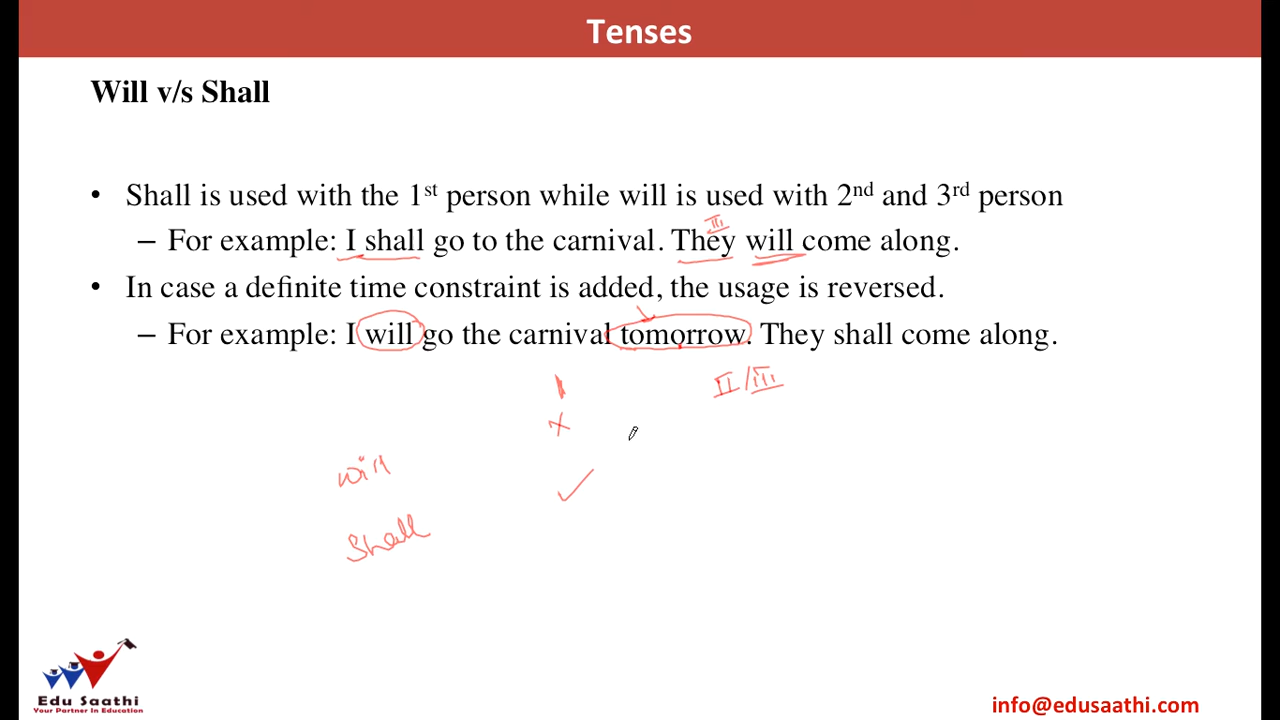 Tenses
Will v/s Shall
• Shall is used with the 1st person while will is used with 2nd and 3rd person
III
– For example: I shall go to the carnival. They will come along.
• In case a definite time constraint is added, the usage is reversed.
– For example: I will go the carnival tomorrow. They shall come along.
II/III
will
Shall
Edu Saathi
Your Partner In Education
info@edusaathi.com